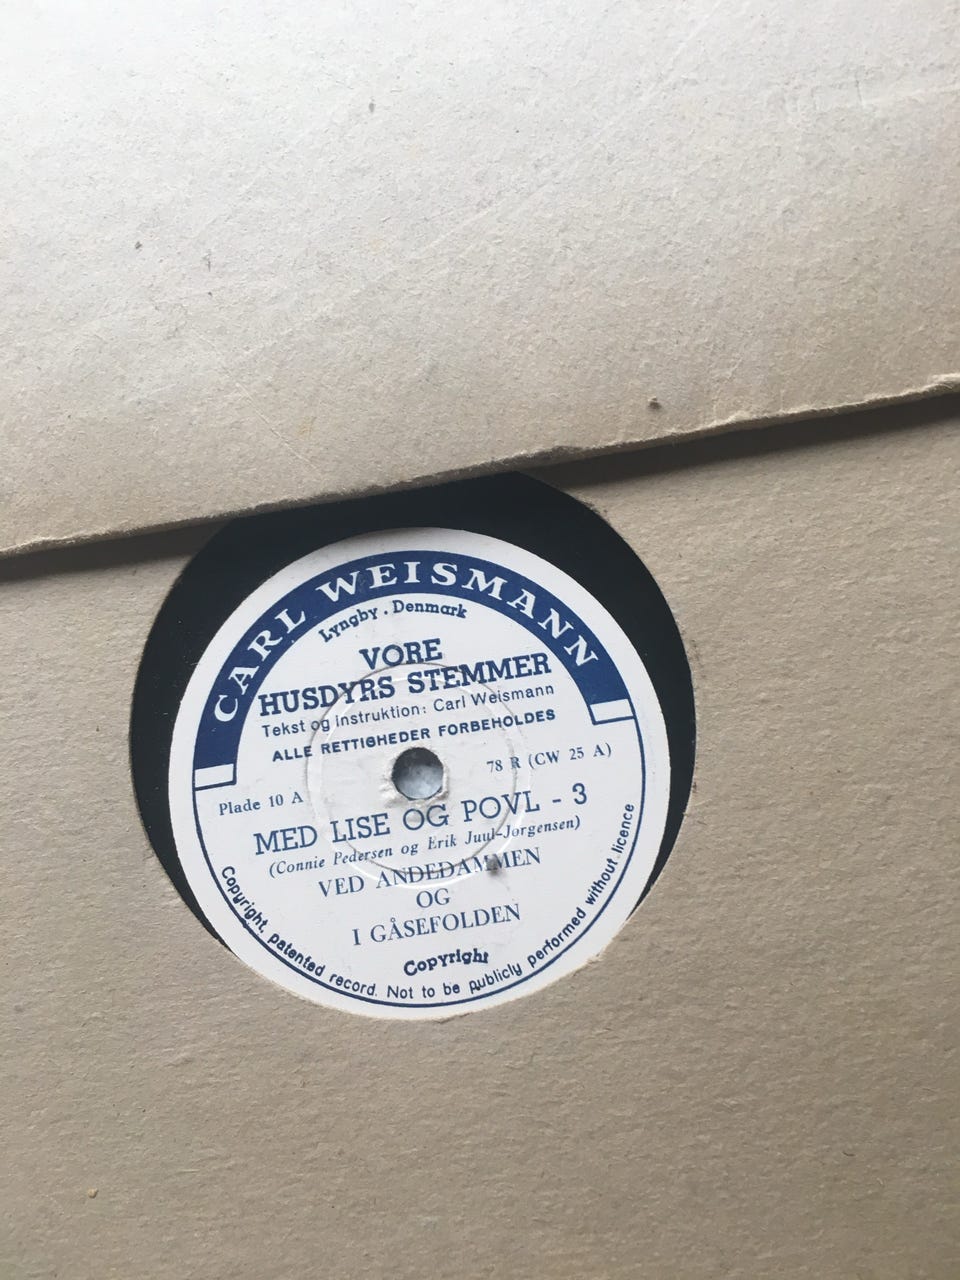 CARL WEISMANN
Lyngby . Denmark
VORE
HUSDYRS STEMMER
Tekst og Instruktion: Carl Weismann
ALLE RETTIGHEDER FORBEHOLDES
78 R (CW 25 A)
Plade 10 A
MED LISE OG POVL - 3
(Connie Pedersen og Erik Juul-Jørgensen)
VED ANDEDAMMEN
OG
I GÅSEFOLDEN
Copyright
Copyright, patented record. Not to be publicly performed without licence